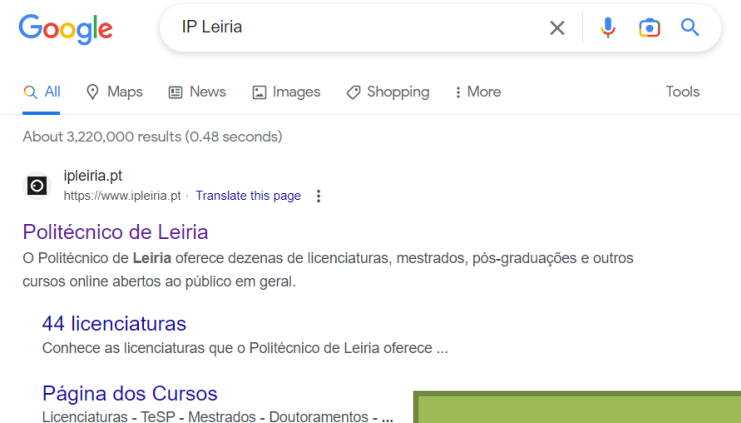 Google
IP Leiria
All Maps News Images Shopping More Tools
About 3,220,000 results (0.48 seconds)
ipleiria.pt
https://www.ipleiria.pt · Translate this page
Politécnico de Leiria
O Politécnico de Leiria oferece dezenas de licenciaturas, mestrados, pós-graduações e outros
cursos online abertos ao público em geral.
44 licenciaturas
Conhece as licenciaturas que o Politécnico de Leiria oferece ...
Página dos Cursos
Licenciaturas - TeSP - Mestrados - Doutoramentos - ...